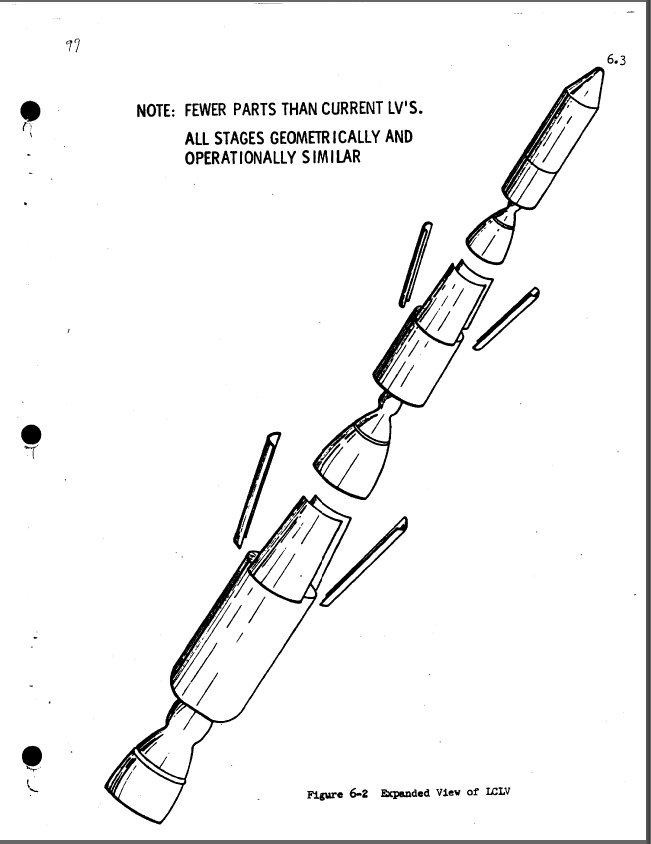 97
6.3
NOTE: FEWER PARTS THAN CURRENT LV'S.
ALL STAGES GEOMETRICALLY AND
OPERATIONALLY SIMILAR
Figure 6-2 Expanded View of LCLV